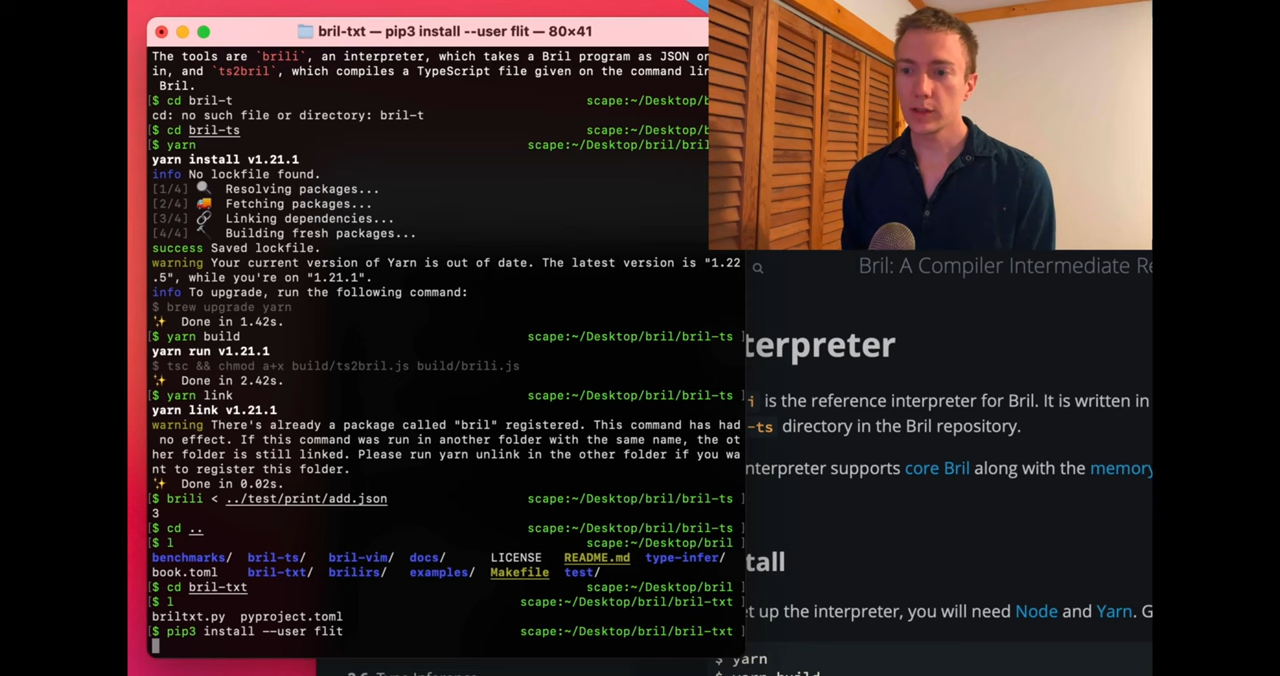 bril-txt — pip3 install --user flit — 80×41
The tools are `brili`, an interpreter, which takes a Bril program as JSON or
in, and `ts2bril`, which compiles a TypeScript file given on the command lin
Bril.
[$ cd bril-t scape:~/Desktop/b
cd: no such file or directory: bril-t
[$ cd bril-ts scape:~/Desktop/b
[$ yarn scape:~/Desktop/bril/bril
yarn install v1.21.1
info No lockfile found.
[1/4] 🔍 Resolving packages...
[2/4] 🚚 Fetching packages...
[3/4] 🔗 Linking dependencies...
[4/4] 🔨 Building fresh packages...
success Saved lockfile.
warning Your current version of Yarn is out of date. The latest version is "1.22
.5", while you're on "1.21.1".
info To upgrade, run the following command:
$ brew upgrade yarn
✨ Done in 1.42s.
[$ yarn build scape:~/Desktop/bril/bril-ts ]
yarn run v1.21.1
$ tsc && chmod a+x build/ts2bril.js build/brili.js
✨ Done in 2.42s.
[$ yarn link scape:~/Desktop/bril/bril-ts ]
yarn link v1.21.1
warning There's already a package called "bril" registered. This command has had
no effect. If this command was run in another folder with the same name, the ot
her folder is still linked. Please run yarn unlink in the other folder if you wa
nt to register this folder.
✨ Done in 0.02s.
[$ brili < ../test/print/add.json scape:~/Desktop/bril/bril-ts ]
3
[$ cd .. scape:~/Desktop/bril/bril-ts ]
[$ l scape:~/Desktop/bril ]
benchmarks/ bril-ts/ bril-vim/ docs/ LICENSE README.md type-infer/
book.toml bril-txt/ brilirs/ examples/ Makefile test/
[$ cd bril-txt scape:~/Desktop/bril ]
[$ l scape:~/Desktop/bril/bril-txt ]
briltxt.py pyproject.toml
[$ pip3 install --user flit scape:~/Desktop/bril/bril-txt ]
Bril: A Compiler Intermediate Re
terpreter
i is the reference interpreter for Bril. It is written in
-ts directory in the Bril repository.
nterpreter supports core Bril along with the memory
tall
et up the interpreter, you will need Node and Yarn. G
$ yarn